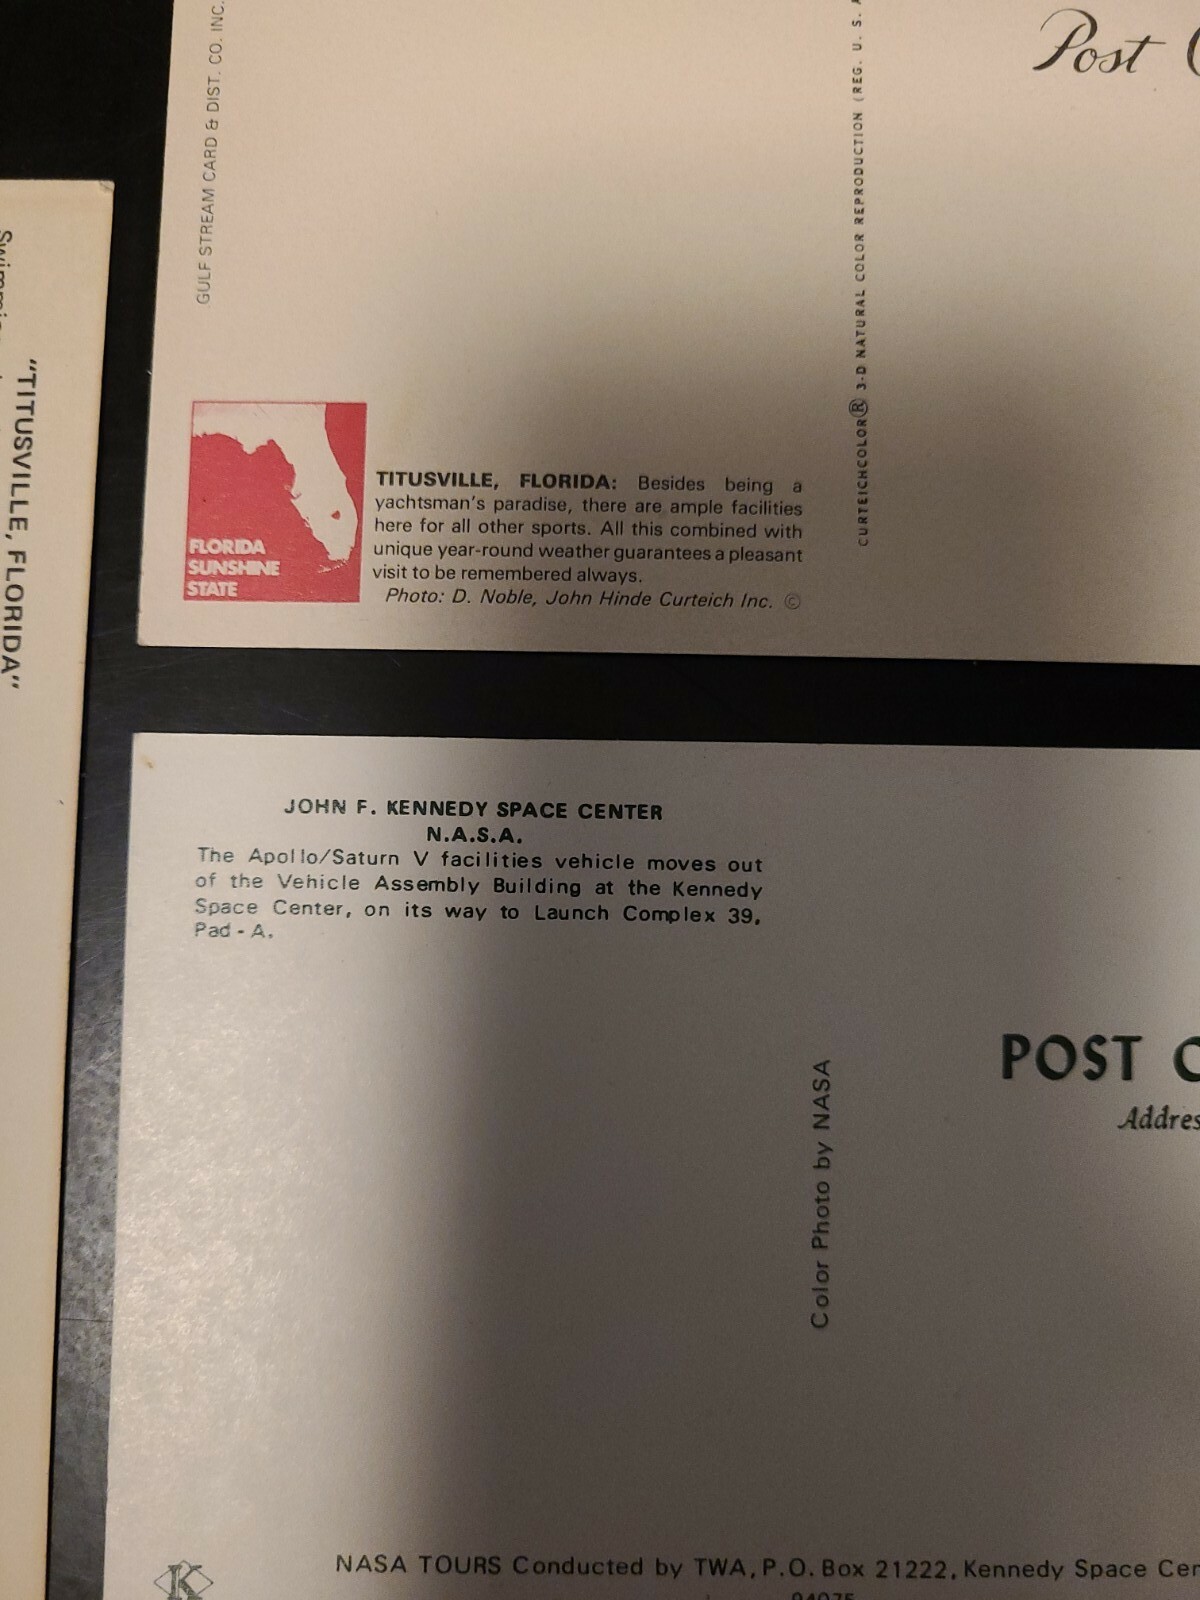 GULF STREAM CARD & DIST. CO. INC.
Post
CURTEICHCOLOR® 3-D NATURAL COLOR REPRODUCTION (REG. U. S.
FLORIDA
SUNSHINE
STATE
TITUSVILLE, FLORIDA: Besides being a
yachtsman's paradise, there are ample facilities
here for all other sports. All this combined with
unique year-round weather guarantees a pleasant
visit to be remembered always.
Photo: D. Noble, John Hinde Curteich Inc. ©
"TITUSVILLE, FLORIDA"
JOHN F. KENNEDY SPACE CENTER
N.A.S.A.
The Apollo/Saturn V facilities vehicle moves out
of the Vehicle Assembly Building at the Kennedy
Space Center, on its way to Launch Complex 39,
Pad - A.
POST
Color Photo by NASA
K
NASA TOURS Conducted by TWA, P.O. Box 21222, Kennedy Space